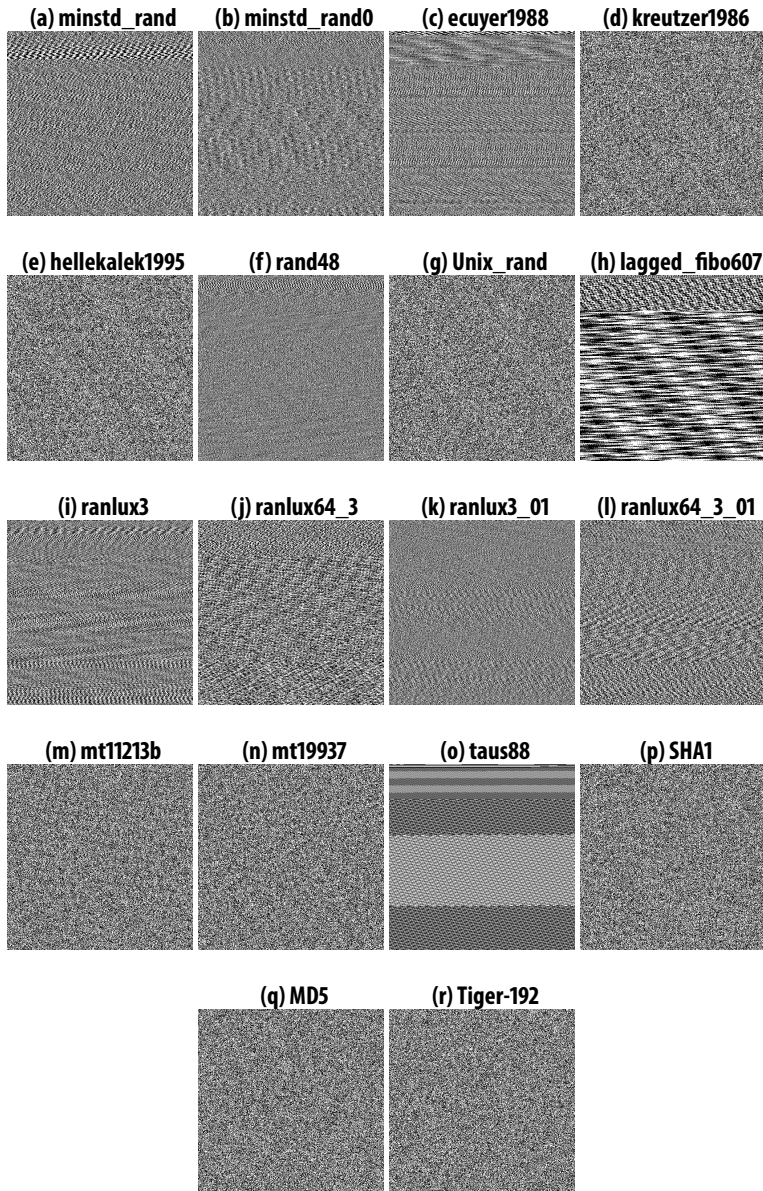 (a) minstd_rand (b) minstd_rand0 (c) ecuyer1988 (d) kreutzer1986
(e) hellekalek1995 (f) rand48 (g) Unix_rand (h) lagged_fibo607
(i) ranlux3 (j) ranlux64_3 (k) ranlux3_01 (l) ranlux64_3_01
(m) mt11213b (n) mt19937 (o) taus88 (p) SHA1
(q) MD5 (r) Tiger-192